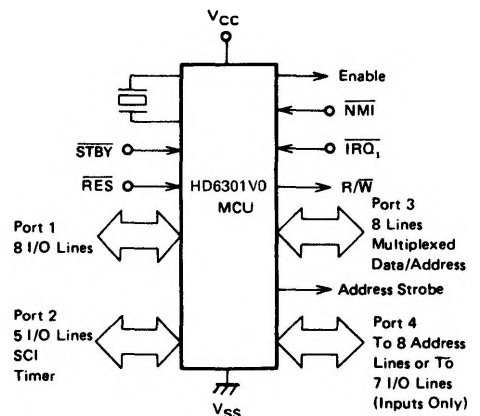 Vcc
Enable
NMI
STBY
IRQ₁
RES
HD6301V0
MCU
R/W
Port 1
8 I/O Lines
Port 3
8 Lines
Multiplexed
Data/Address
Address Strobe
Port 2
5 I/O Lines
SCI
Timer
Port 4
To 8 Address
Lines or To
7 I/O Lines
(Inputs Only)
Vss